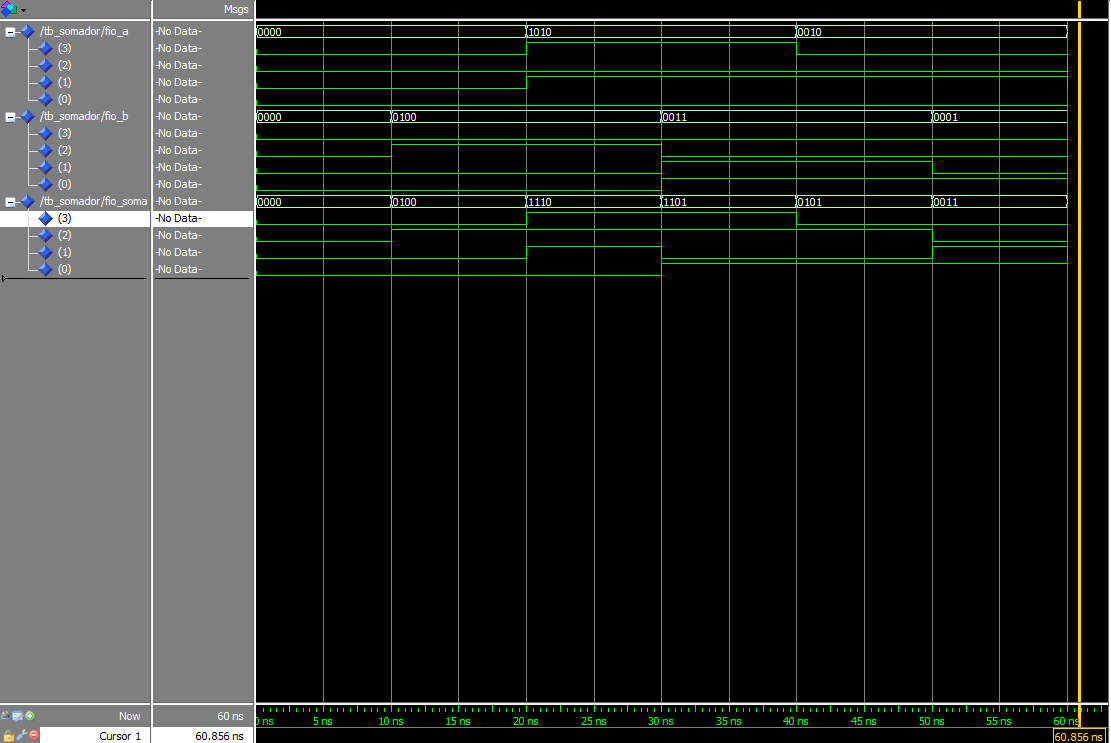 Msgs
/tb_somador/fio_a -No Data- 0000 1010 0010
(3) -No Data-
(2) -No Data-
(1) -No Data-
(0) -No Data-
/tb_somador/fio_b -No Data- 0000 0100 0011 0001
(3) -No Data-
(2) -No Data-
(1) -No Data-
(0) -No Data-
/tb_somador/fio_soma -No Data- 0000 0100 1110 1101 0101 0011
(3) -No Data-
(2) -No Data-
(1) -No Data-
(0) -No Data-
Now 60 ns 0 ns 5 ns 10 ns 15 ns 20 ns 25 ns 30 ns 35 ns 40 ns 45 ns 50 ns 55 ns 60 ns
Cursor 1 60.856 ns 60.856 ns